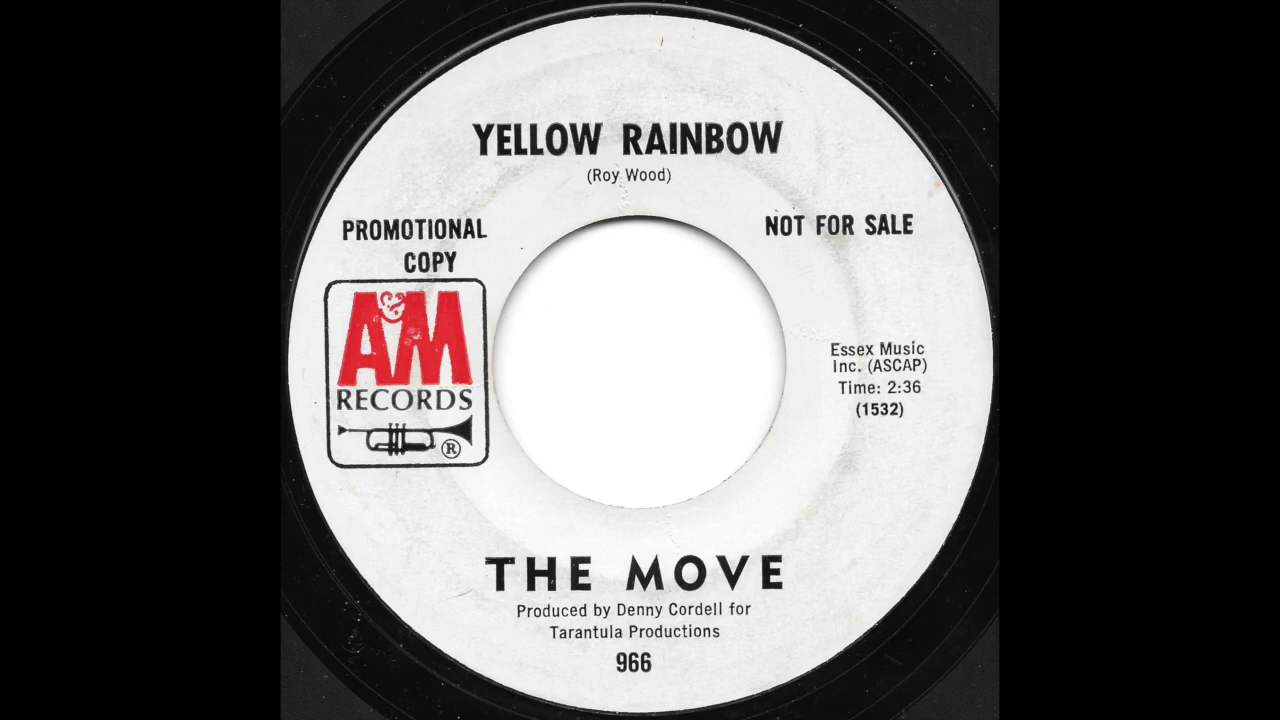 YELLOW RAINBOW
(Roy Wood)
PROMOTIONAL
COPY
NOT FOR SALE
A&M
RECORDS
®
Essex Music
Inc. (ASCAP)
Time: 2:36
(1532)
THE MOVE
Produced by Denny Cordell for
Tarantula Productions
966